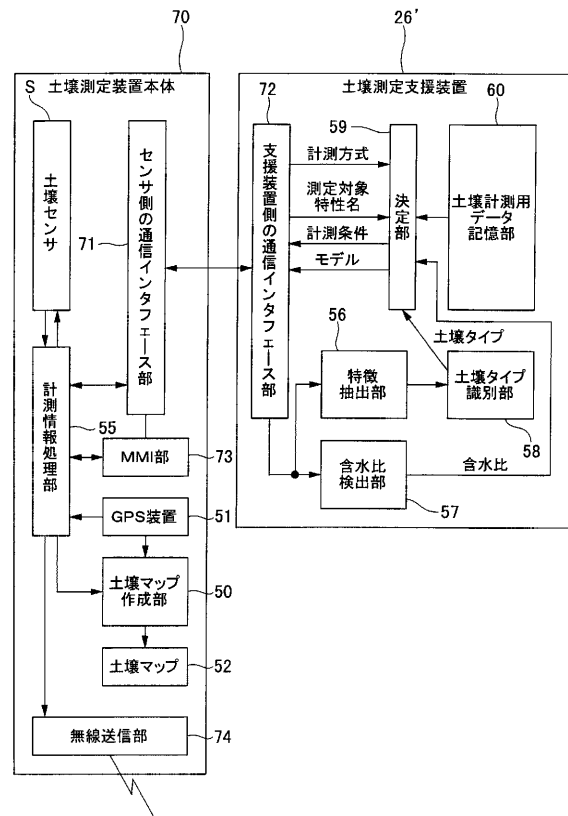 70
26'
S
土壌測定装置本体
土壌センサ
センサ側の通信インタフェース部
71
計測情報処理部
55
MMI部
73
GPS装置
51
土壌マップ
作成部
50
土壌マップ
52
無線送信部
74
土壌測定支援装置
72
59
60
支援装置側の通信インタフェース部
計測方式
測定対象
特性名
計測条件
モデル
決定部
土壌計測用
データ
記憶部
土壌タイプ
56
特徴
抽出部
土壌タイプ
識別部
58
含水比
検出部
57
含水比